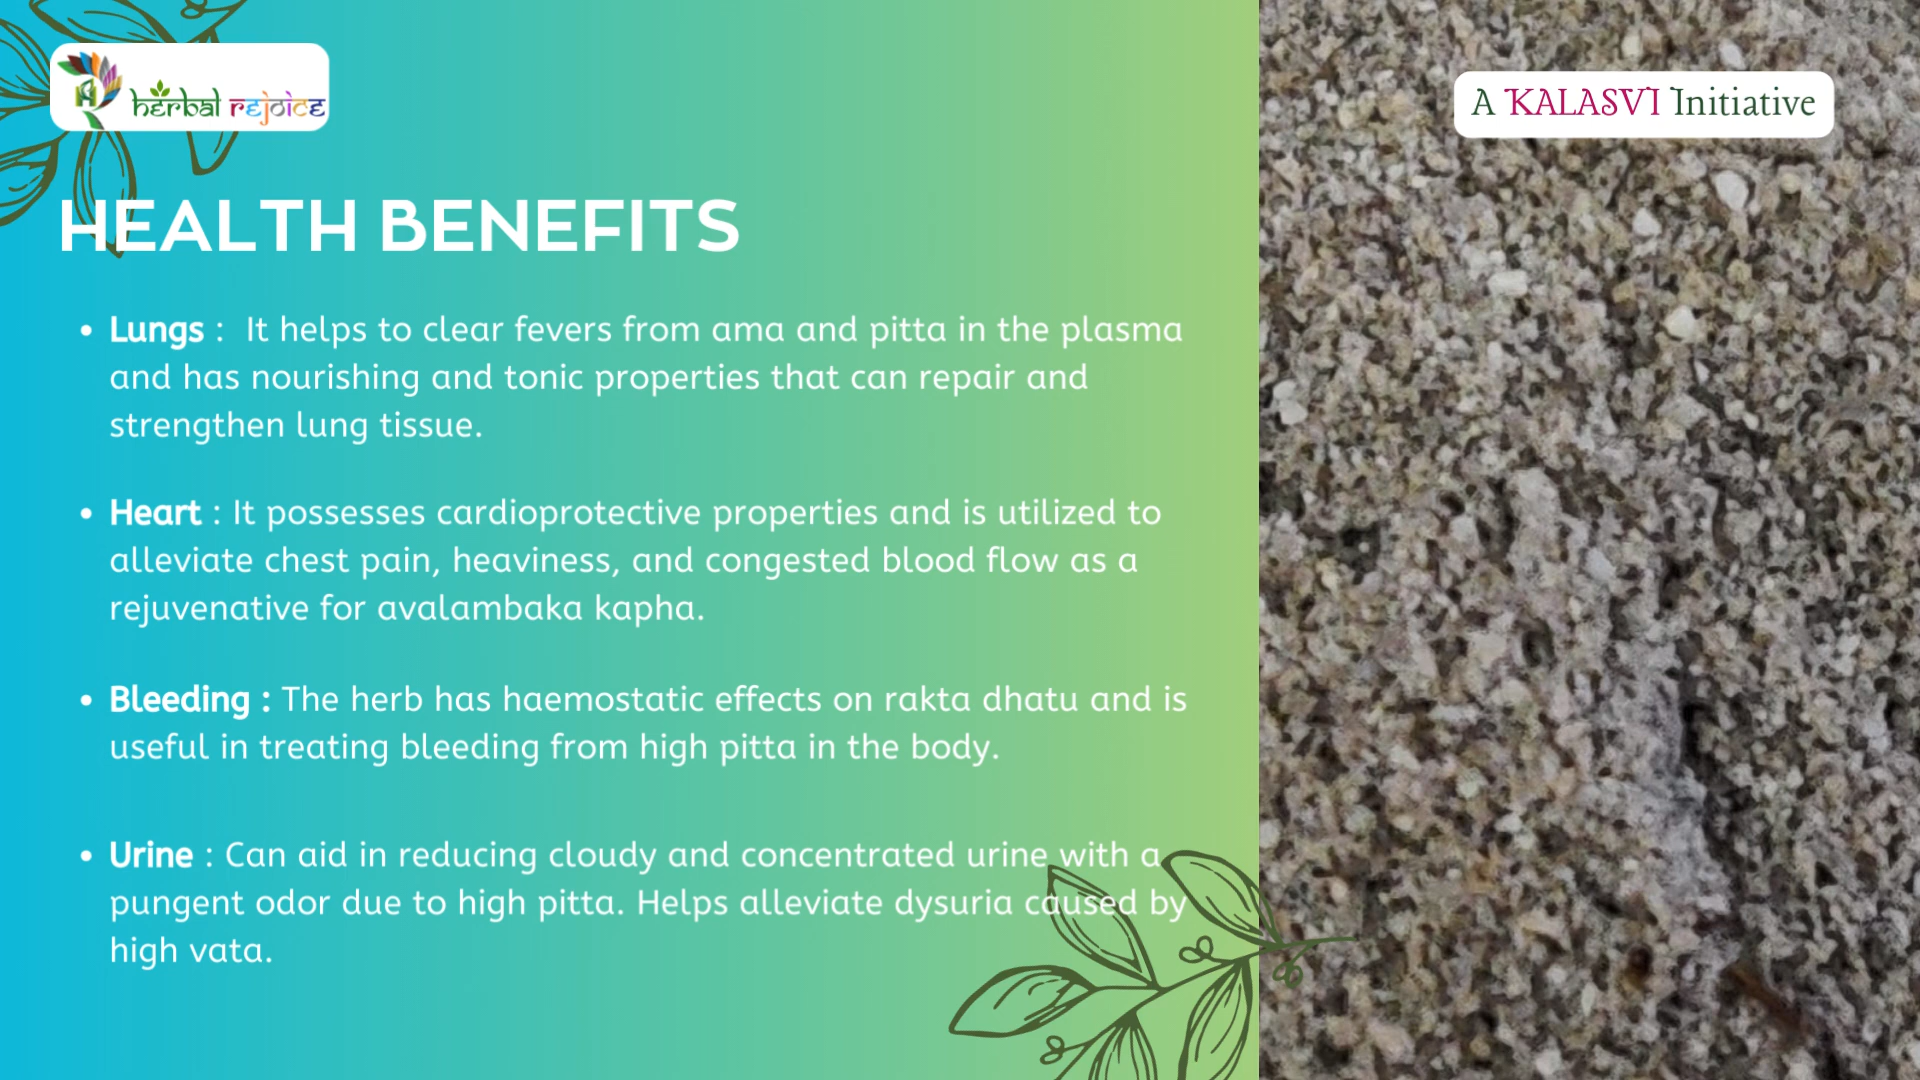 herbal rejoice
A KALASVI Initiative
HEALTH BENEFITS
• Lungs : It helps to clear fevers from ama and pitta in the plasma
and has nourishing and tonic properties that can repair and
strengthen lung tissue.
• Heart : It possesses cardioprotective properties and is utilized to
alleviate chest pain, heaviness, and congested blood flow as a
rejuvenative for avalambaka kapha.
• Bleeding : The herb has haemostatic effects on rakta dhatu and is
useful in treating bleeding from high pitta in the body.
• Urine : Can aid in reducing cloudy and concentrated urine with a
pungent odor due to high pitta. Helps alleviate dysuria caused by
high vata.